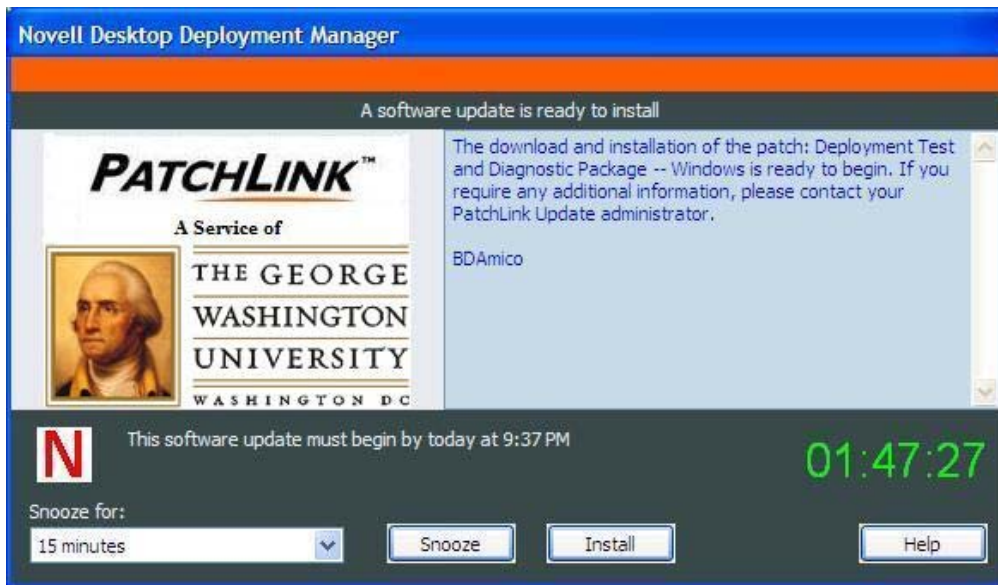 Novell Desktop Deployment Manager
A software update is ready to install
PATCHLINK™
A Service of
THE GEORGE
WASHINGTON
UNIVERSITY
WASHINGTON DC
The download and installation of the patch: Deployment Test
and Diagnostic Package -- Windows is ready to begin. If you
require any additional information, please contact your
PatchLink Update administrator.
BDAmico
N
This software update must begin by today at 9:37 PM
01:47:27
Snooze for:
15 minutes
Snooze
Install
Help